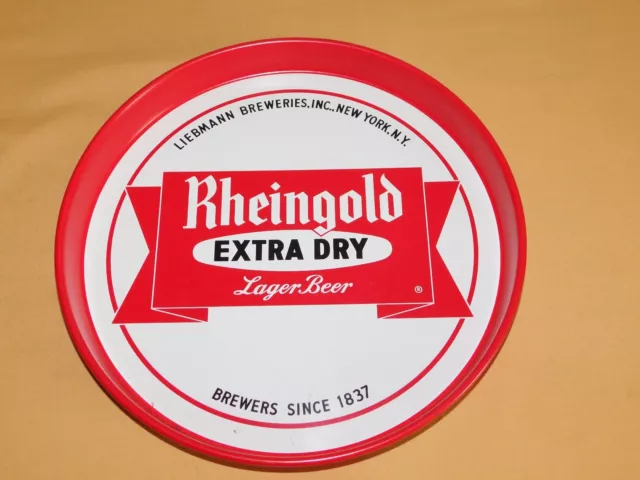 LIEBMANN BREWERIES, INC., NEW YORK, N.Y.
Rheingold
EXTRA DRY
Lager Beer
®
BREWERS SINCE 1837